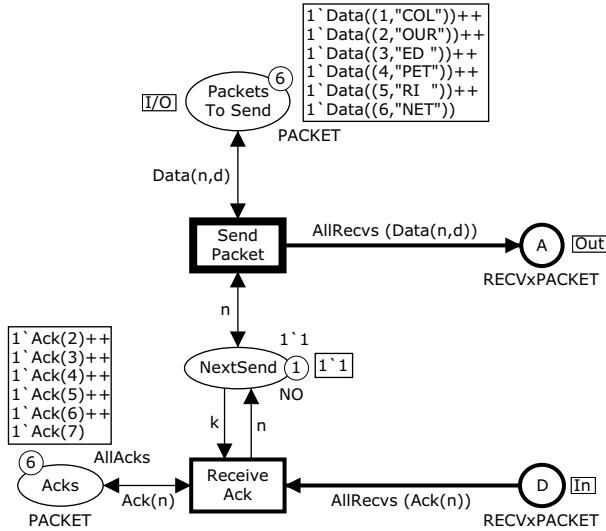 1`Data((1,"COL"))++
1`Data((2,"OUR"))++
1`Data((3,"ED "))++
1`Data((4,"PET"))++
1`Data((5,"RI  "))++
1`Data((6,"NET"))
6
Packets
To Send
I/O
PACKET
Data(n,d)
Send
Packet
AllRecvs (Data(n,d))
A
Out
RECVxPACKET
n
1`1
NextSend
1
1`1
NO
1`Ack(2)++
1`Ack(3)++
1`Ack(4)++
1`Ack(5)++
1`Ack(6)++
1`Ack(7)
k
n
6
AllAcks
Acks
Ack(n)
PACKET
Receive
Ack
AllRecvs (Ack(n))
D
In
RECVxPACKET